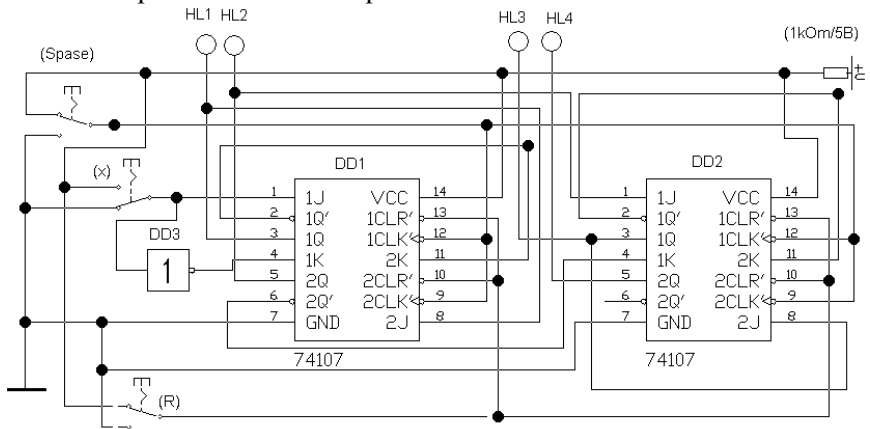 HL1 HL2 HL3 HL4
(1kOm/5B)
(Spase)
+U
DD1 DD2
(x)
1 1J VCC 14
2 1Q' 1CLR' 13
3 1Q 1CLK' 12
4 1K 2K 11
5 2Q 2CLR' 10
6 2Q' 2CLK' 9
7 GND 2J 8
74107
DD3
1
1 1J VCC 14
2 1Q' 1CLR' 13
3 1Q 1CLK' 12
4 1K 2K 11
5 2Q 2CLR' 10
6 2Q' 2CLK' 9
7 GND 2J 8
74107
(R)